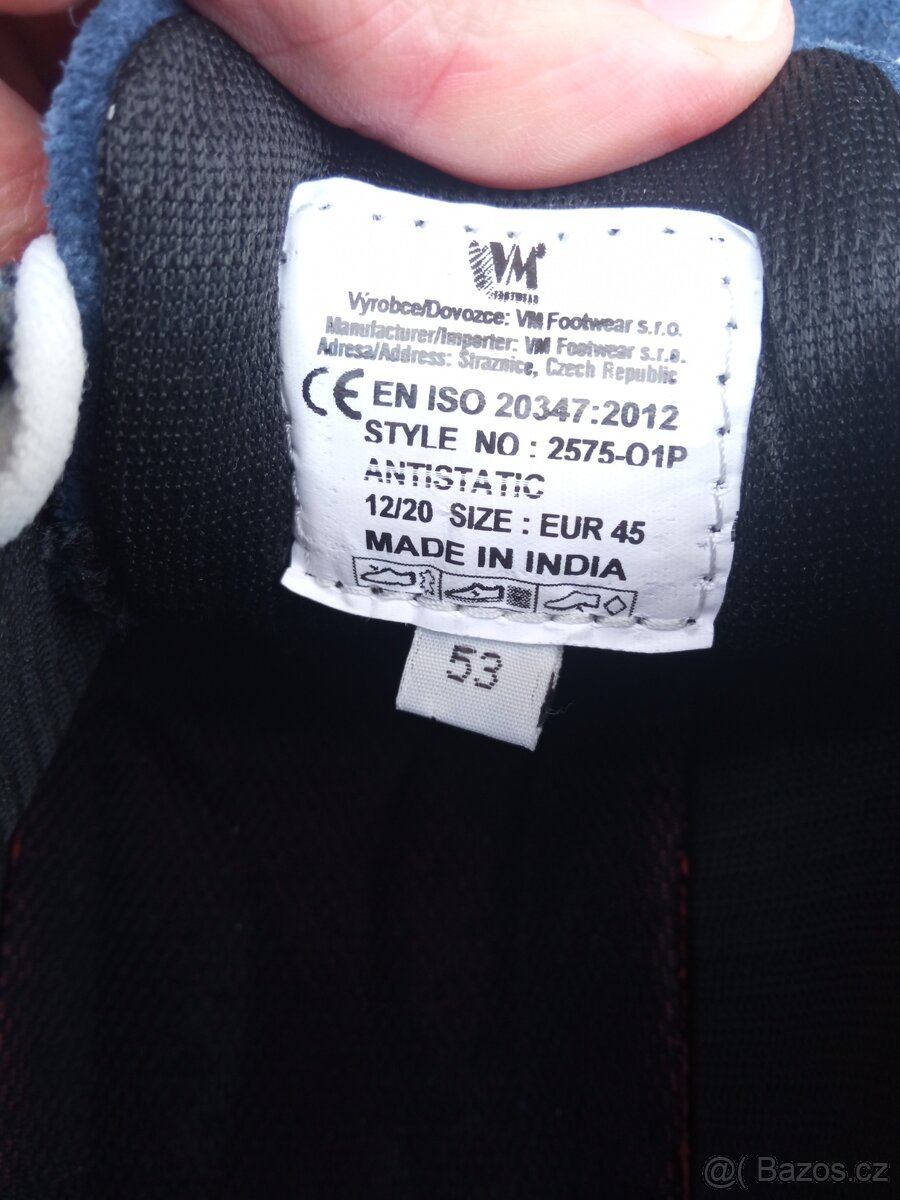 VM
FOOTWEAR
Výrobce/Dovozce: VM Footwear s.r.o.
Manufacturer/Importer: VM Footwear s.r.o.
Adresa/Address: Straznice, Czech Republic
CE EN ISO 20347:2012
STYLE NO : 2575-O1P
ANTISTATIC
12/20 SIZE : EUR 45
MADE IN INDIA
53
@( Bazos.cz